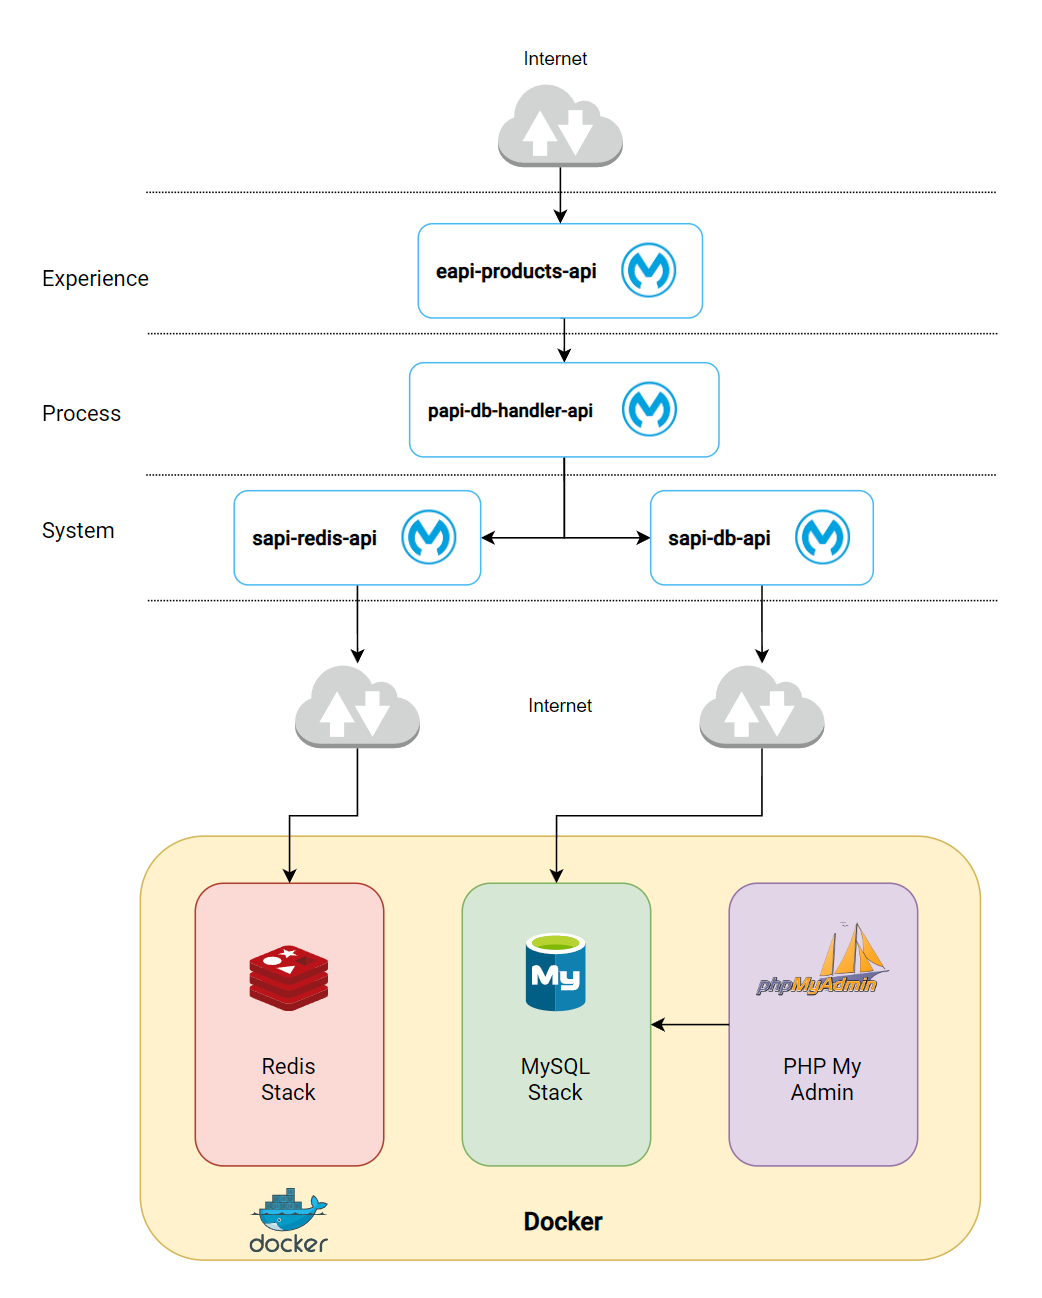 Internet
Experience
eapi-products-api
Process
papi-db-handler-api
System
sapi-redis-api
sapi-db-api
Internet
My
phpMyAdmin
Redis
Stack
MySQL
Stack
PHP My
Admin
docker
Docker